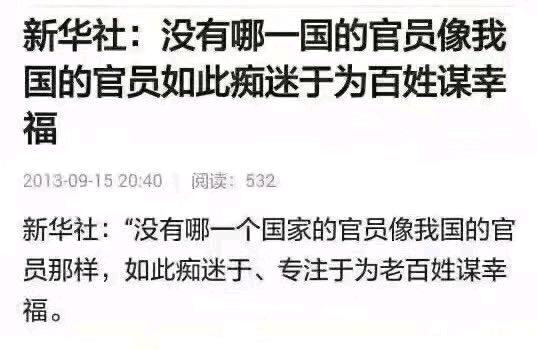 新华社：没有哪一国的官员像我
国的官员如此痴迷于为百姓谋幸
福
2013-09-15 20:40 阅读：532
新华社：“没有哪一个国家的官员像我国的官
员那样，如此痴迷于、专注于为老百姓谋幸
福。